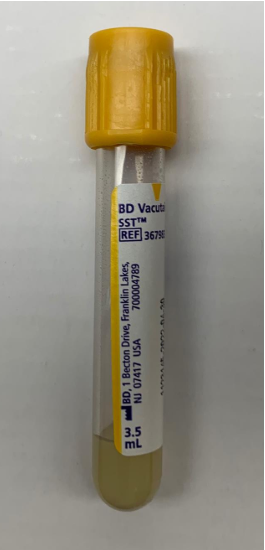 BD Vacuta
SST™
REF 36798
BD, 1 Becton Drive, Franklin Lakes,
NJ 07417 USA
700004789
3.5
mL